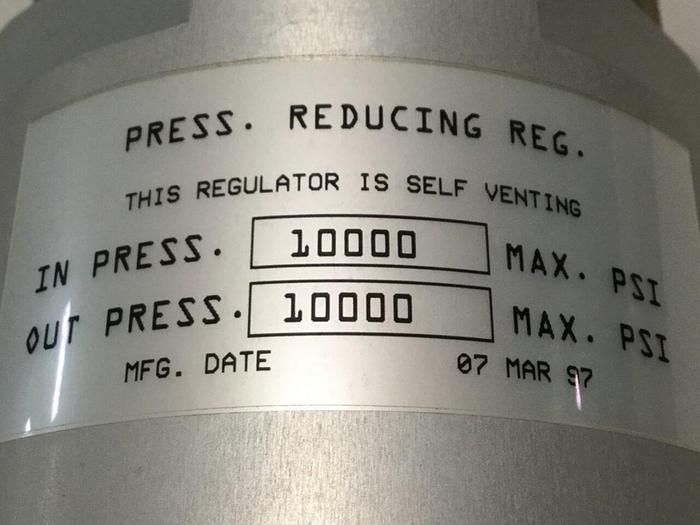 PRESS. REDUCING REG.
THIS REGULATOR IS SELF VENTING
IN PRESS. 10000 MAX. PSI
OUT PRESS. 10000 MAX. PSI
MFG. DATE 07 MAR 97